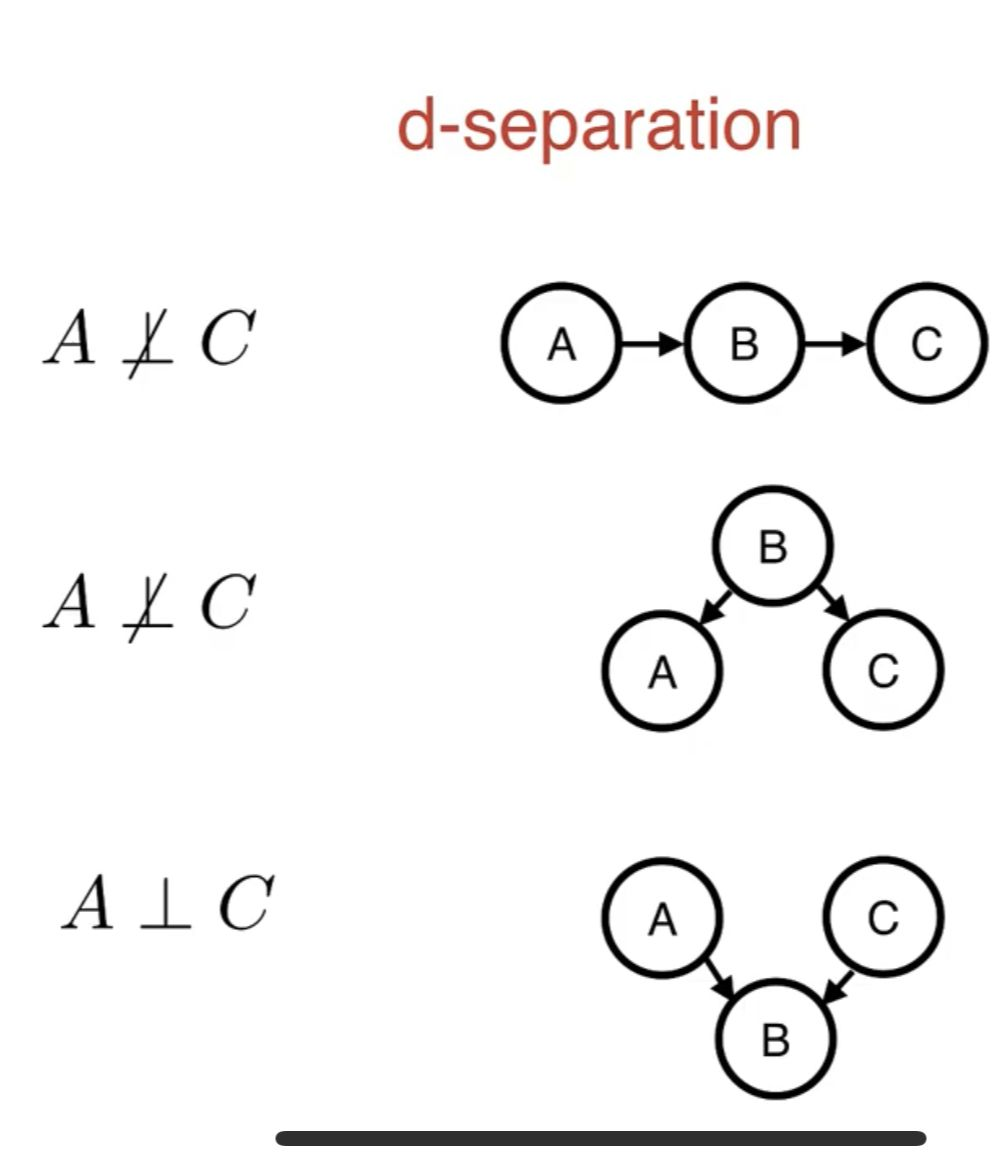 d-separation
A ⊥̸ C
A B C
A ⊥̸ C
B
A C
A ⊥ C
A C
B